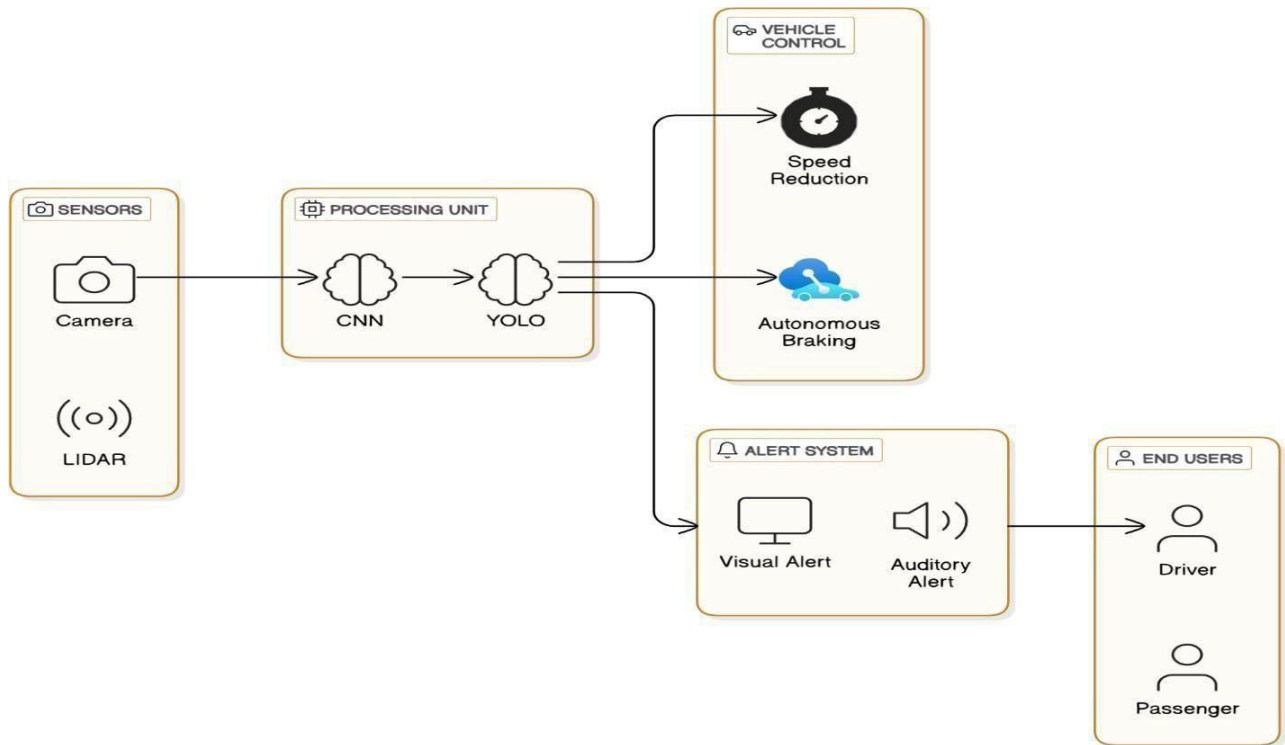 VEHICLE
CONTROL
Speed
Reduction
Autonomous
Braking
SENSORS
Camera
LIDAR
PROCESSING UNIT
CNN
YOLO
ALERT SYSTEM
Visual Alert
Auditory
Alert
END USERS
Driver
Passenger